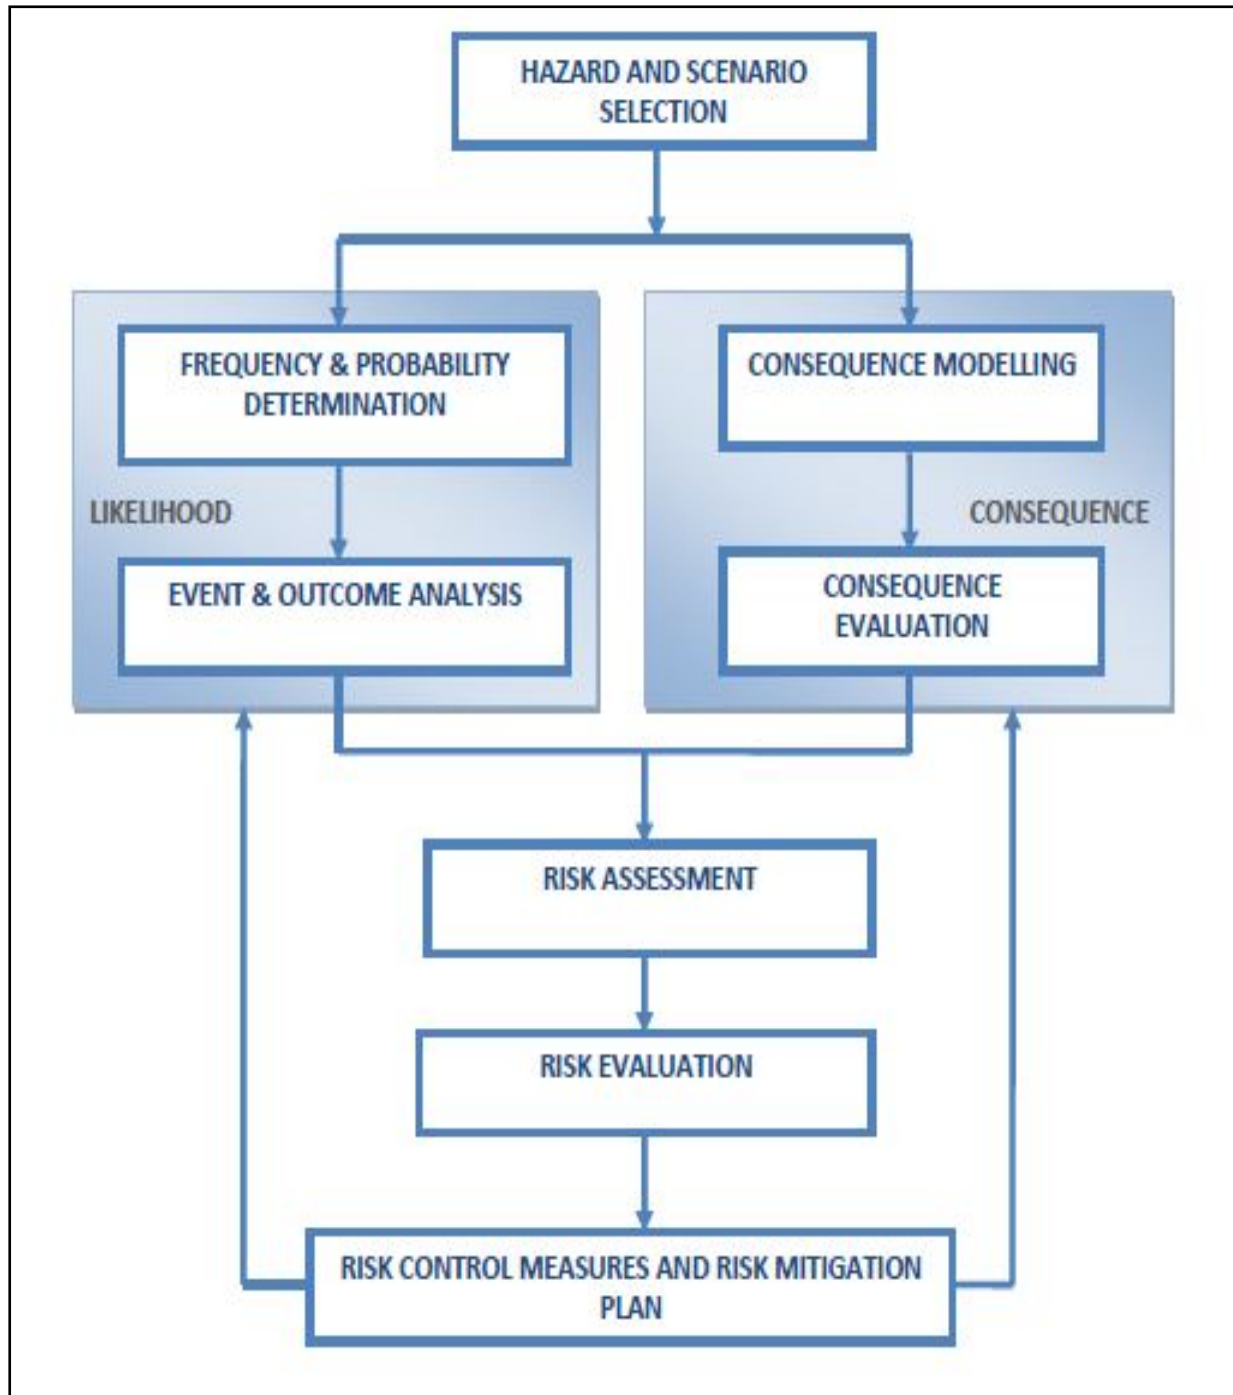 HAZARD AND SCENARIO
SELECTION
FREQUENCY & PROBABILITY
DETERMINATION
CONSEQUENCE MODELLING
LIKELIHOOD
CONSEQUENCE
EVENT & OUTCOME ANALYSIS
CONSEQUENCE
EVALUATION
RISK ASSESSMENT
RISK EVALUATION
RISK CONTROL MEASURES AND RISK MITIGATION
PLAN